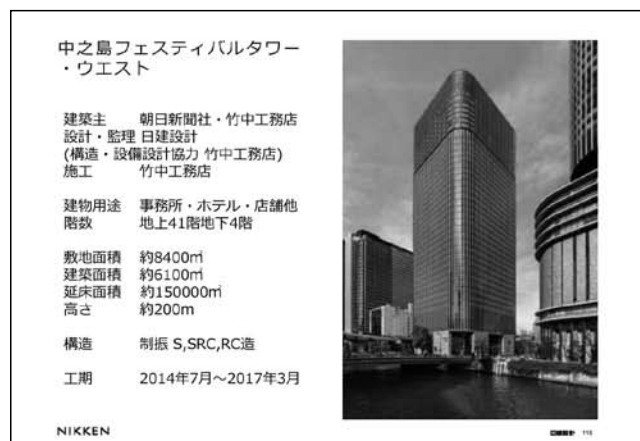 中之島フェスティバルタワー
・ウエスト
建築主 朝日新聞社・竹中工務店
設計・監理 日建設計
(構造・設備設計協力 竹中工務店)
施工 竹中工務店
建物用途 事務所・ホテル・店舗他
階数 地上41階地下4階
敷地面積 約8400㎡
建築面積 約6100㎡
延床面積 約150000㎡
高さ 約200m
構造 制振 S,SRC,RC造
工期 2014年7月～2017年3月
NIKKEN
日建設計 115